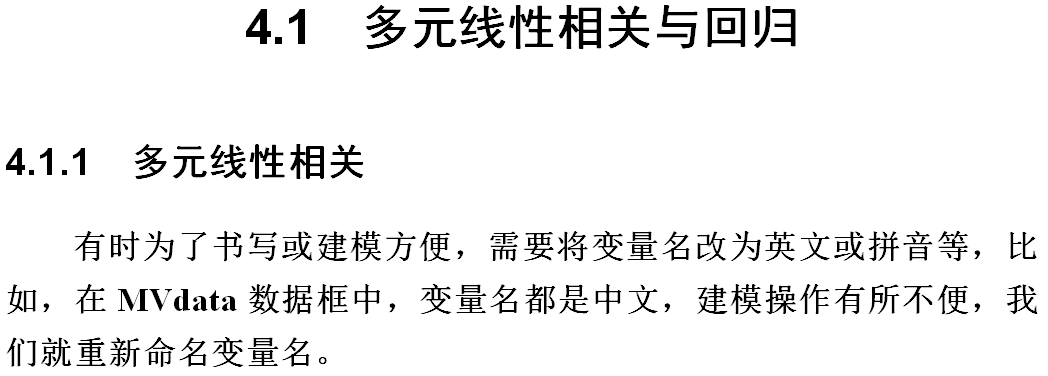 4.1 多元线性相关与回归
4.1.1 多元线性相关
有时为了书写或建模方便，需要将变量名改为英文或拼音等，比
如，在 MVdata 数据框中，变量名都是中文，建模操作有所不便，我
们就重新命名变量名。